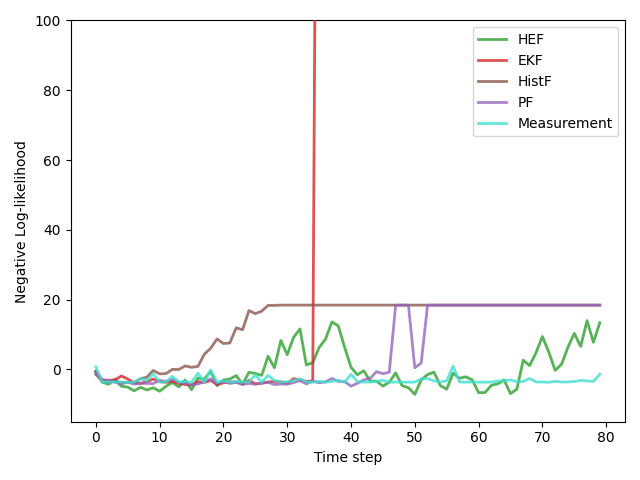 100
80
60
40
20
0
Negative Log-likelihood
HEF
EKF
HistF
PF
Measurement
0 10 20 30 40 50 60 70 80
Time step